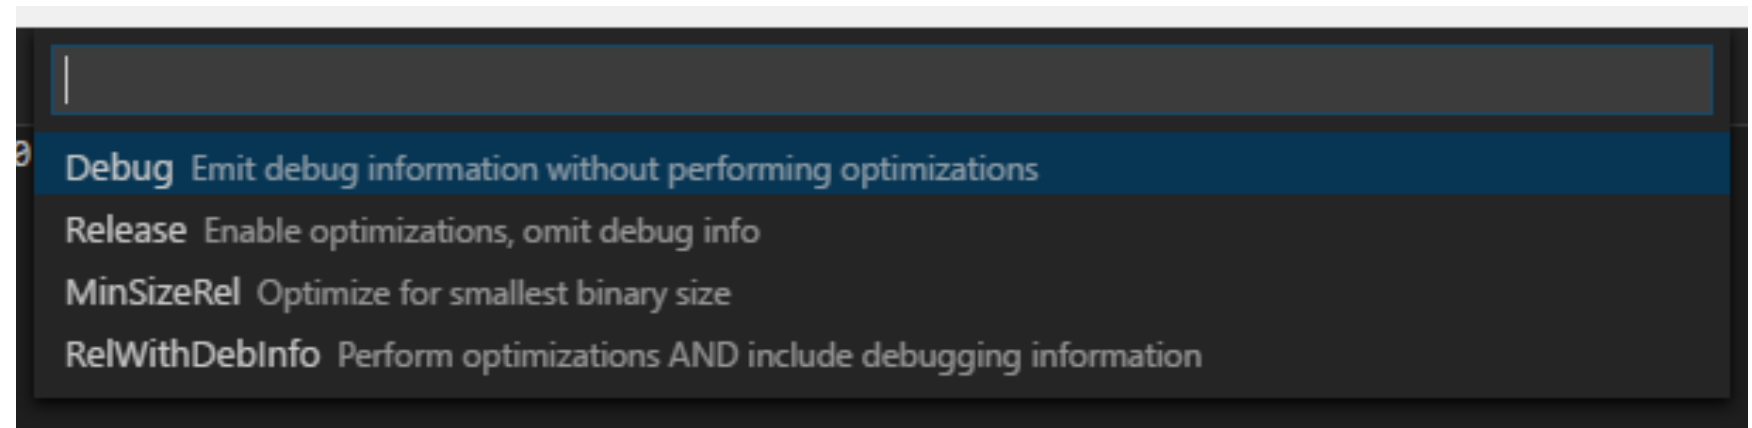 0
Debug Emit debug information without performing optimizations
Release Enable optimizations, omit debug info
MinSizeRel Optimize for smallest binary size
RelWithDebInfo Perform optimizations AND include debugging information